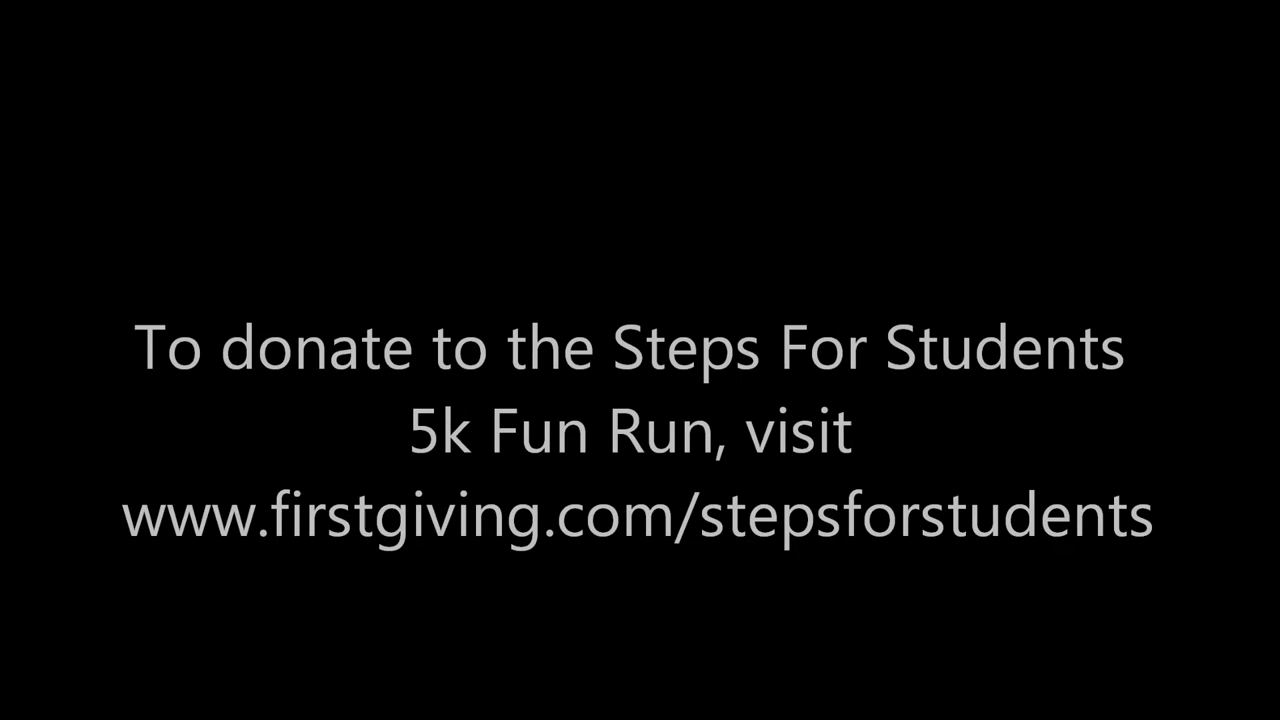 To donate to the Steps For Students
5k Fun Run, visit
www.firstgiving.com/stepsforstudents